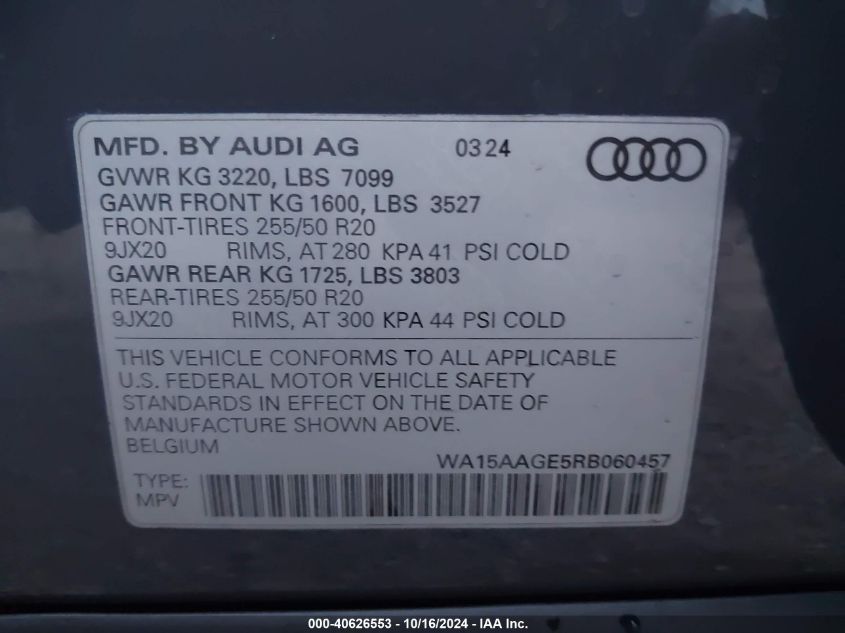 MFD. BY AUDI AG 0324
GVWR KG 3220, LBS 7099
GAWR FRONT KG 1600, LBS 3527
FRONT-TIRES 255/50 R20
9JX20 RIMS, AT 280 KPA 41 PSI COLD
GAWR REAR KG 1725, LBS 3803
REAR-TIRES 255/50 R20
9JX20 RIMS, AT 300 KPA 44 PSI COLD
THIS VEHICLE CONFORMS TO ALL APPLICABLE
U.S. FEDERAL MOTOR VEHICLE SAFETY
STANDARDS IN EFFECT ON THE DATE OF
MANUFACTURE SHOWN ABOVE.
BELGIUM
WA15AAGE5RB060457
TYPE:
MPV
000-40626553 - 10/16/2024 - IAA Inc.